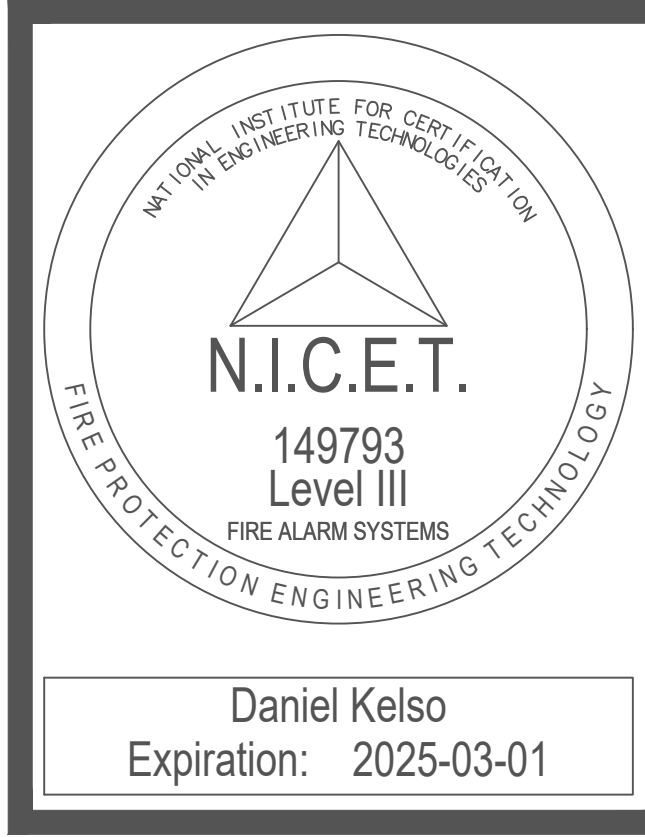 NATIONAL INSTITUTE FOR CERTIFICATION
IN ENGINEERING TECHNOLOGIES
N.I.C.E.T.
149793
Level III
FIRE ALARM SYSTEMS
FIRE PROTECTION ENGINEERING TECHNOLOGY
Daniel Kelso
Expiration: 2025-03-01